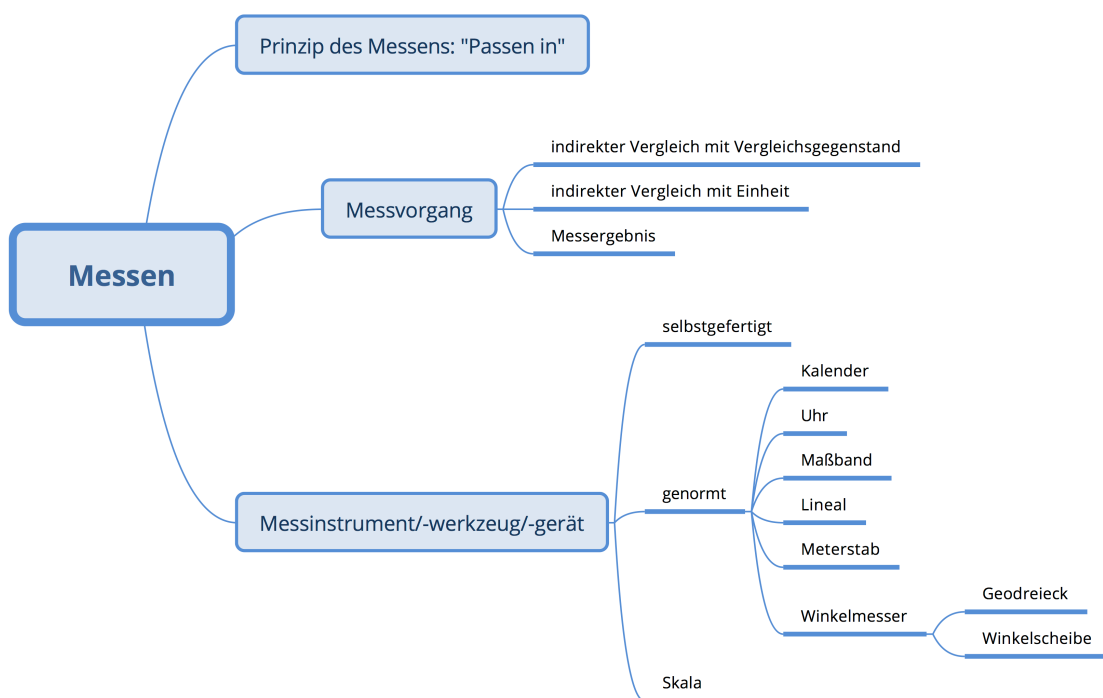 Prinzip des Messens: "Passen in"
indirekter Vergleich mit Vergleichsgegenstand
indirekter Vergleich mit Einheit
Messvorgang
Messergebnis
Messen
selbstgefertigt
Kalender
Uhr
Maßband
genormt
Lineal
Messinstrument/-werkzeug/-gerät
Meterstab
Geodreieck
Winkelmesser
Winkelscheibe
Skala